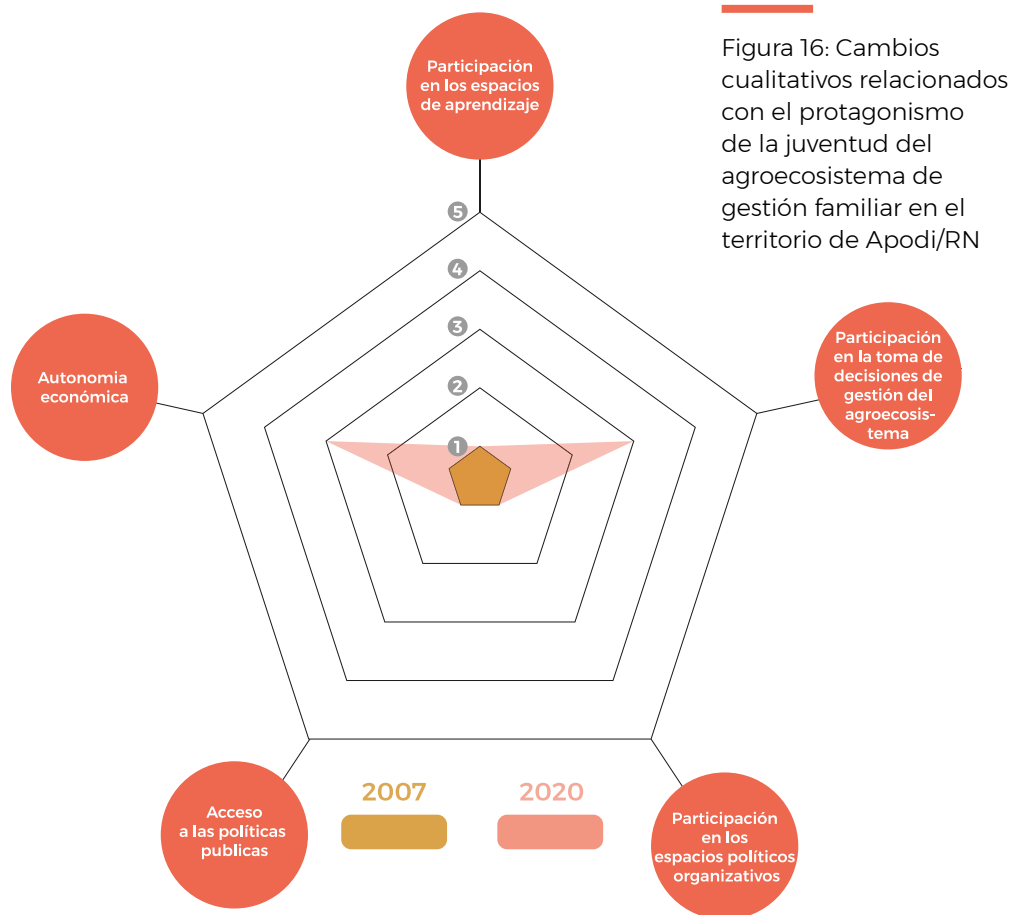 Figura 16: Cambios
cualitativos relacionados
con el protagonismo
de la juventud del
agroecosistema de
gestión familiar en el
territorio de Apodi/RN
Participación
en los espacios
de aprendizaje
5
4
3
2
1
Autonomia
económica
Participación
en la toma de
decisiones de
gestión del
agroecosis-
tema
Acceso
a las políticas
publicas
2007
2020
Participación
en los
espacios políticos
organizativos